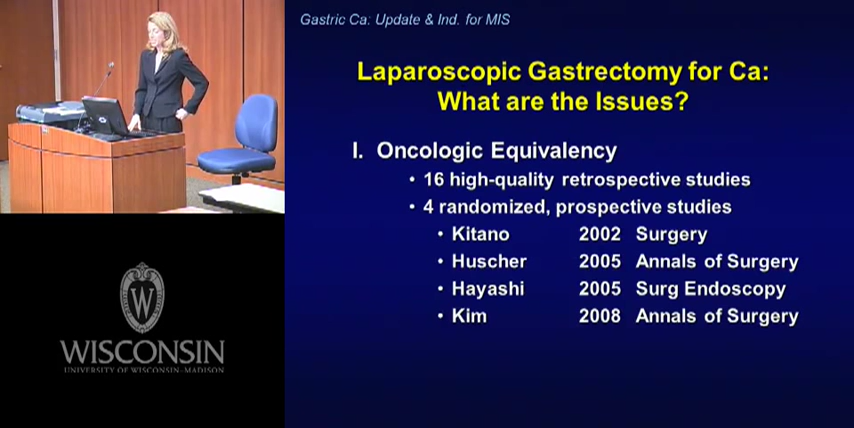 Gastric Ca: Update & Ind. for MIS
Laparoscopic Gastrectomy for Ca:
What are the Issues?
I. Oncologic Equivalency
• 16 high-quality retrospective studies
• 4 randomized, prospective studies
• Kitano 2002 Surgery
• Huscher 2005 Annals of Surgery
• Hayashi 2005 Surg Endoscopy
• Kim 2008 Annals of Surgery
W
WISCONSIN
UNIVERSITY OF WISCONSIN–MADISON